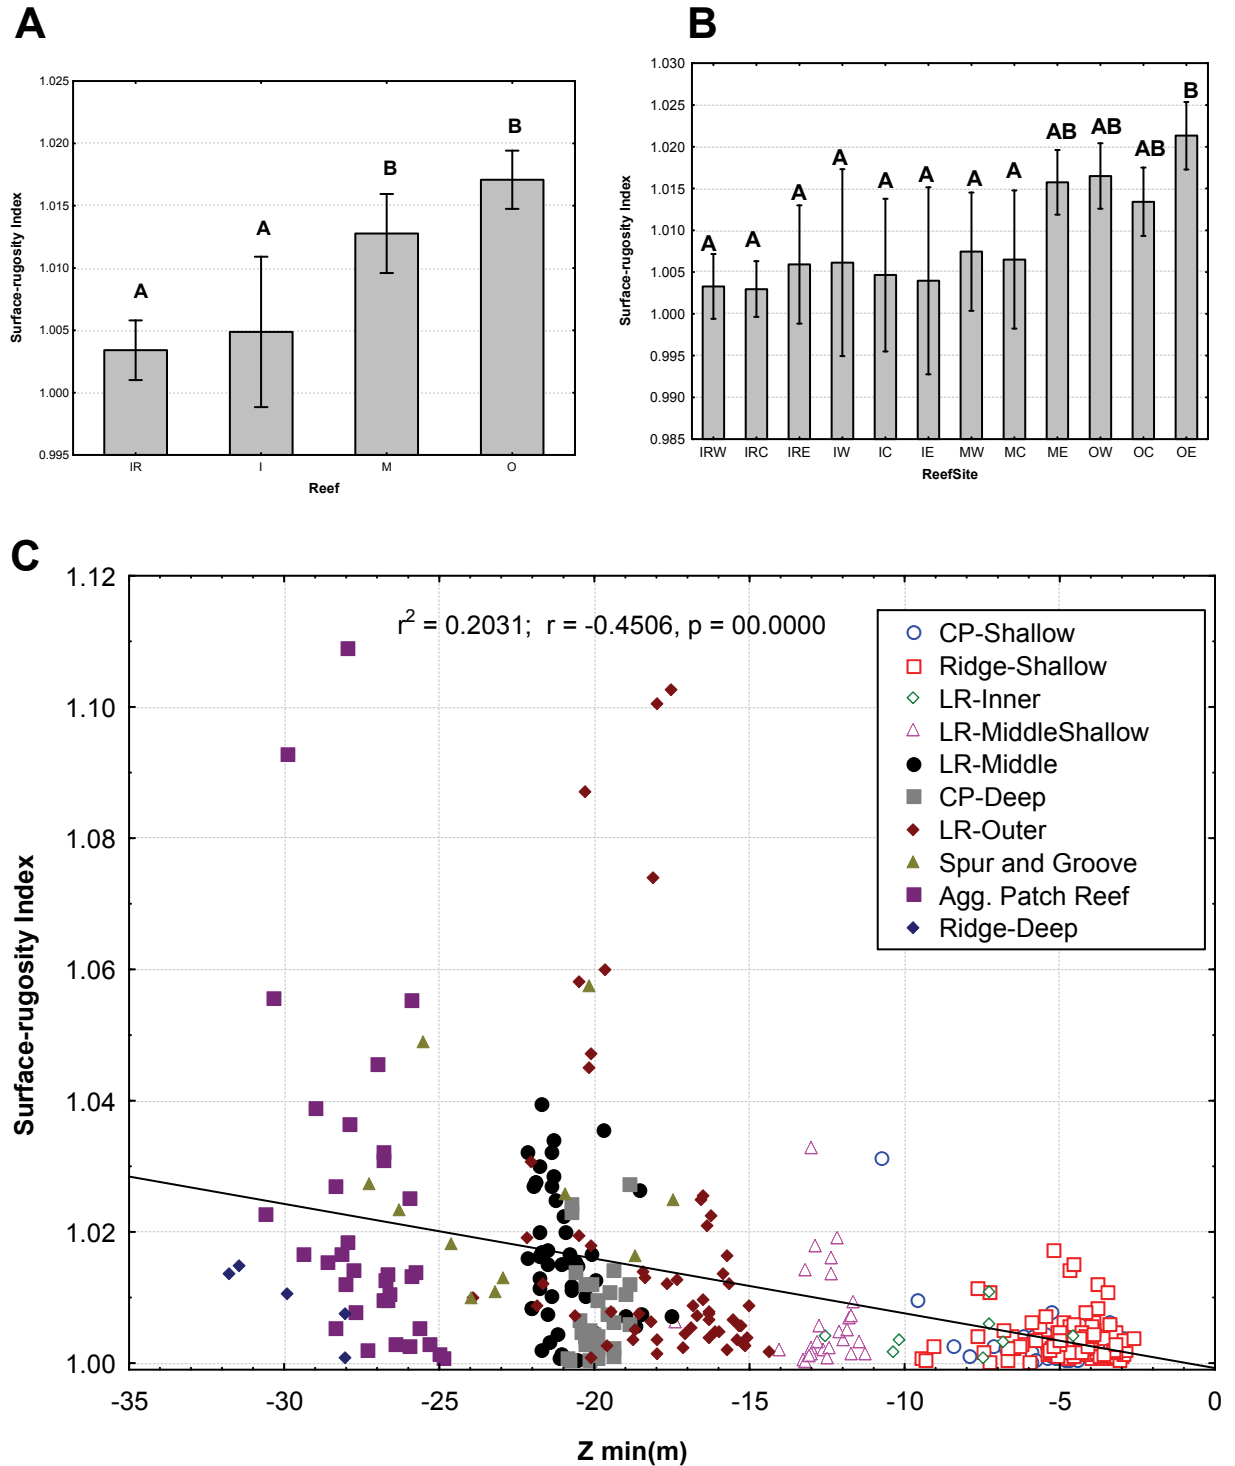 A
B
1.025
1.020
1.015
1.010
1.005
1.000
0.995
Surface-rugosity Index
A
A
B
B
IR I M O
Reef
1.030
1.025
1.020
1.015
1.010
1.005
1.000
0.995
0.990
0.985
Surface-rugosity Index
A A A A A A A A AB AB AB B
IRW IRC IRE IW IC IE MW MC ME OW OC OE
ReefSite
C
1.12
1.10
1.08
1.06
1.04
1.02
1.00
Surface-rugosity Index
r² = 0.2031; r = -0.4506, p = 00.0000
CP-Shallow
Ridge-Shallow
LR-Inner
LR-MiddleShallow
LR-Middle
CP-Deep
LR-Outer
Spur and Groove
Agg. Patch Reef
Ridge-Deep
-35 -30 -25 -20 -15 -10 -5 0
Z min(m)